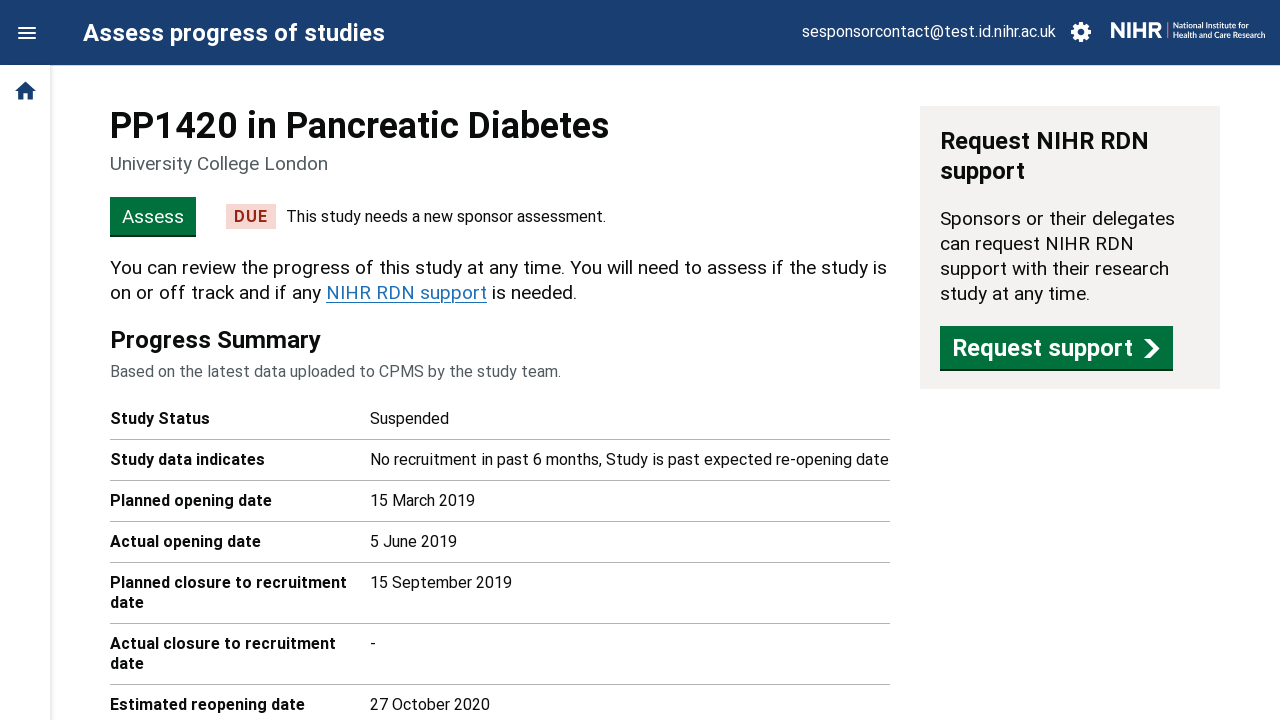 Assess progress of studies
sesponsorcontact@test.id.nihr.ac.uk
NIHR | National Institute for
Health and Care Research
PP1420 in Pancreatic Diabetes
University College London
Assess
DUE
This study needs a new sponsor assessment.
You can review the progress of this study at any time. You will need to assess if the study is
on or off track and if any NIHR RDN support is needed.
Progress Summary
Based on the latest data uploaded to CPMS by the study team.
Study Status
Suspended
Study data indicates
No recruitment in past 6 months, Study is past expected re-opening date
Planned opening date
15 March 2019
Actual opening date
5 June 2019
Planned closure to recruitment
date
15 September 2019
Actual closure to recruitment
date
-
Estimated reopening date
27 October 2020
Request NIHR RDN
support
Sponsors or their delegates
can request NIHR RDN
support with their research
study at any time.
Request support